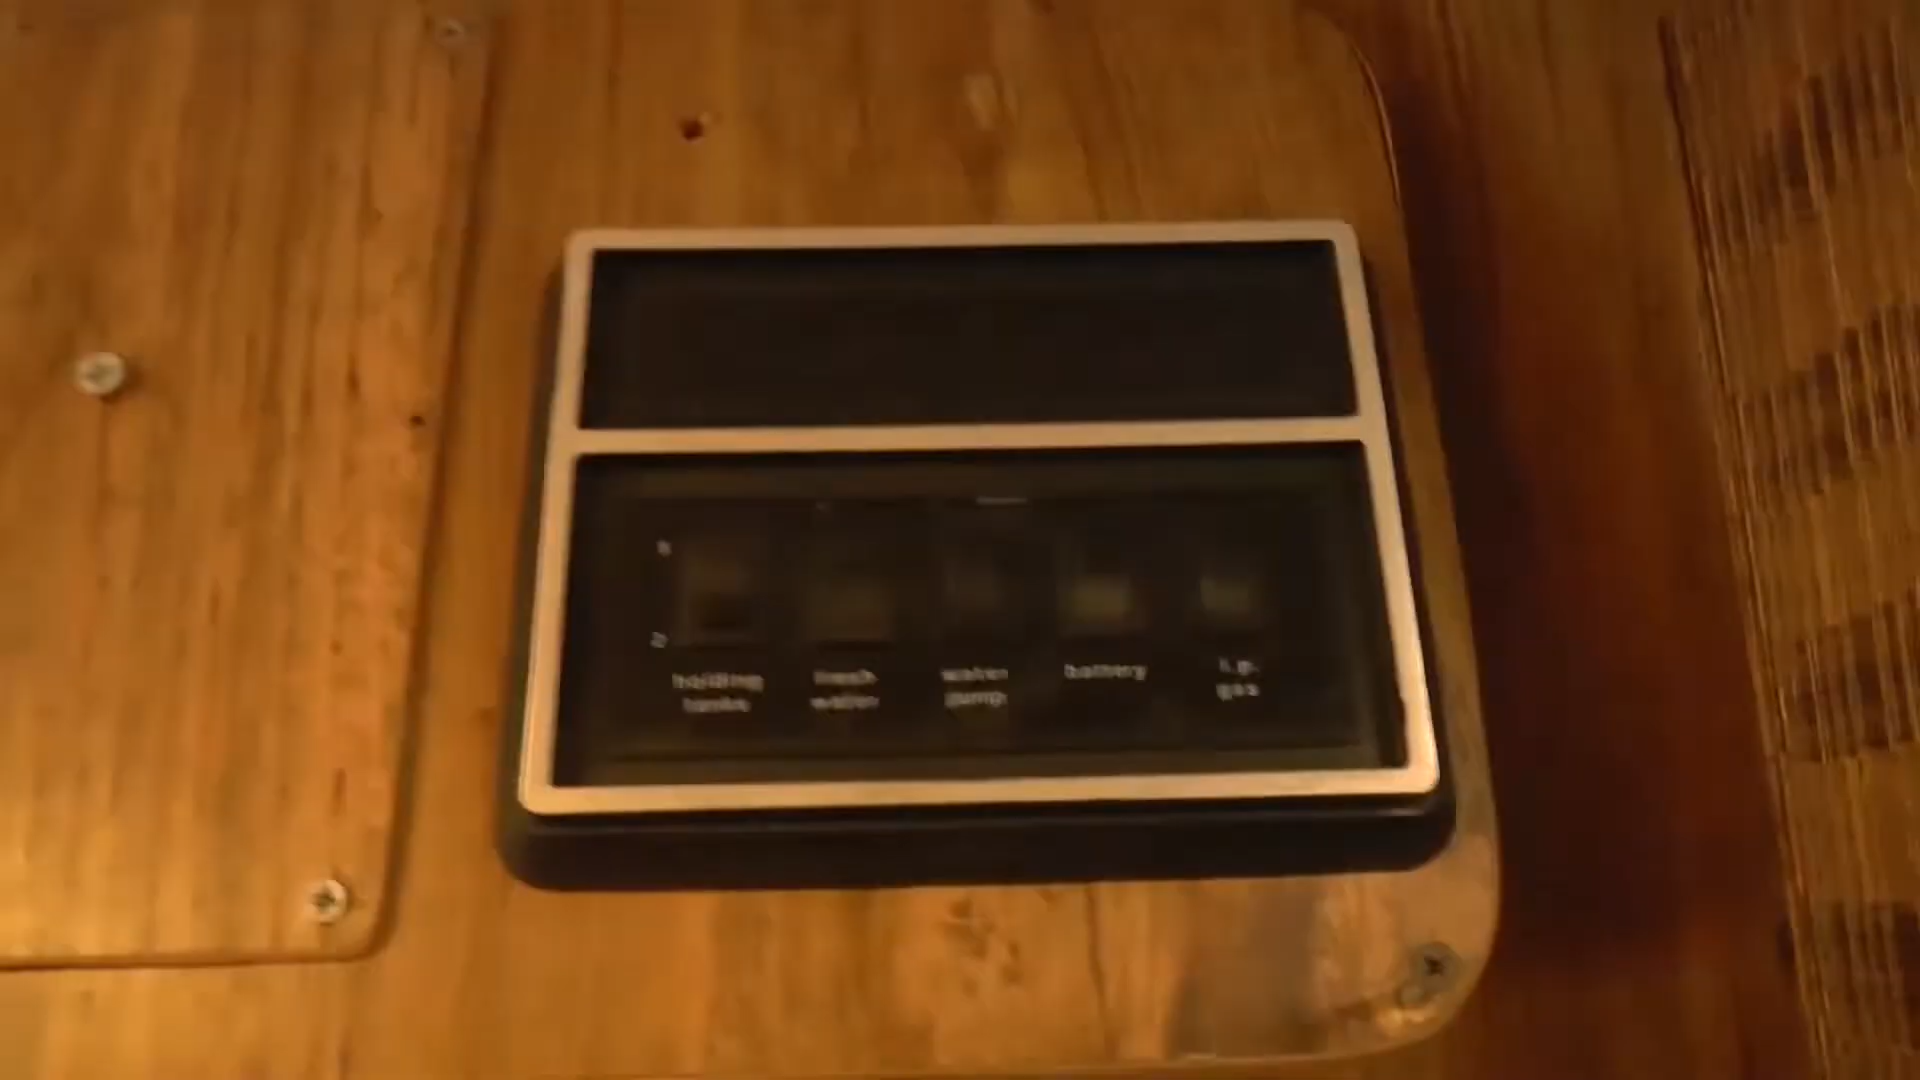 holding fresh water battery l.p.
tanks water pump gas